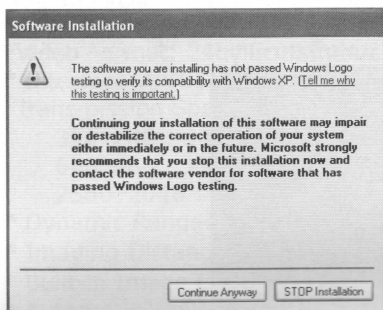 Software Installation
The software you are installing has not passed Windows Logo
testing to verify its compatibility with Windows XP. (Tell me why
this testing is important.)
Continuing your installation of this software may impair
or destabilize the correct operation of your system
either immediately or in the future. Microsoft strongly
recommends that you stop this installation now and
contact the software vendor for software that has
passed Windows Logo testing.
Continue Anyway STOP Installation